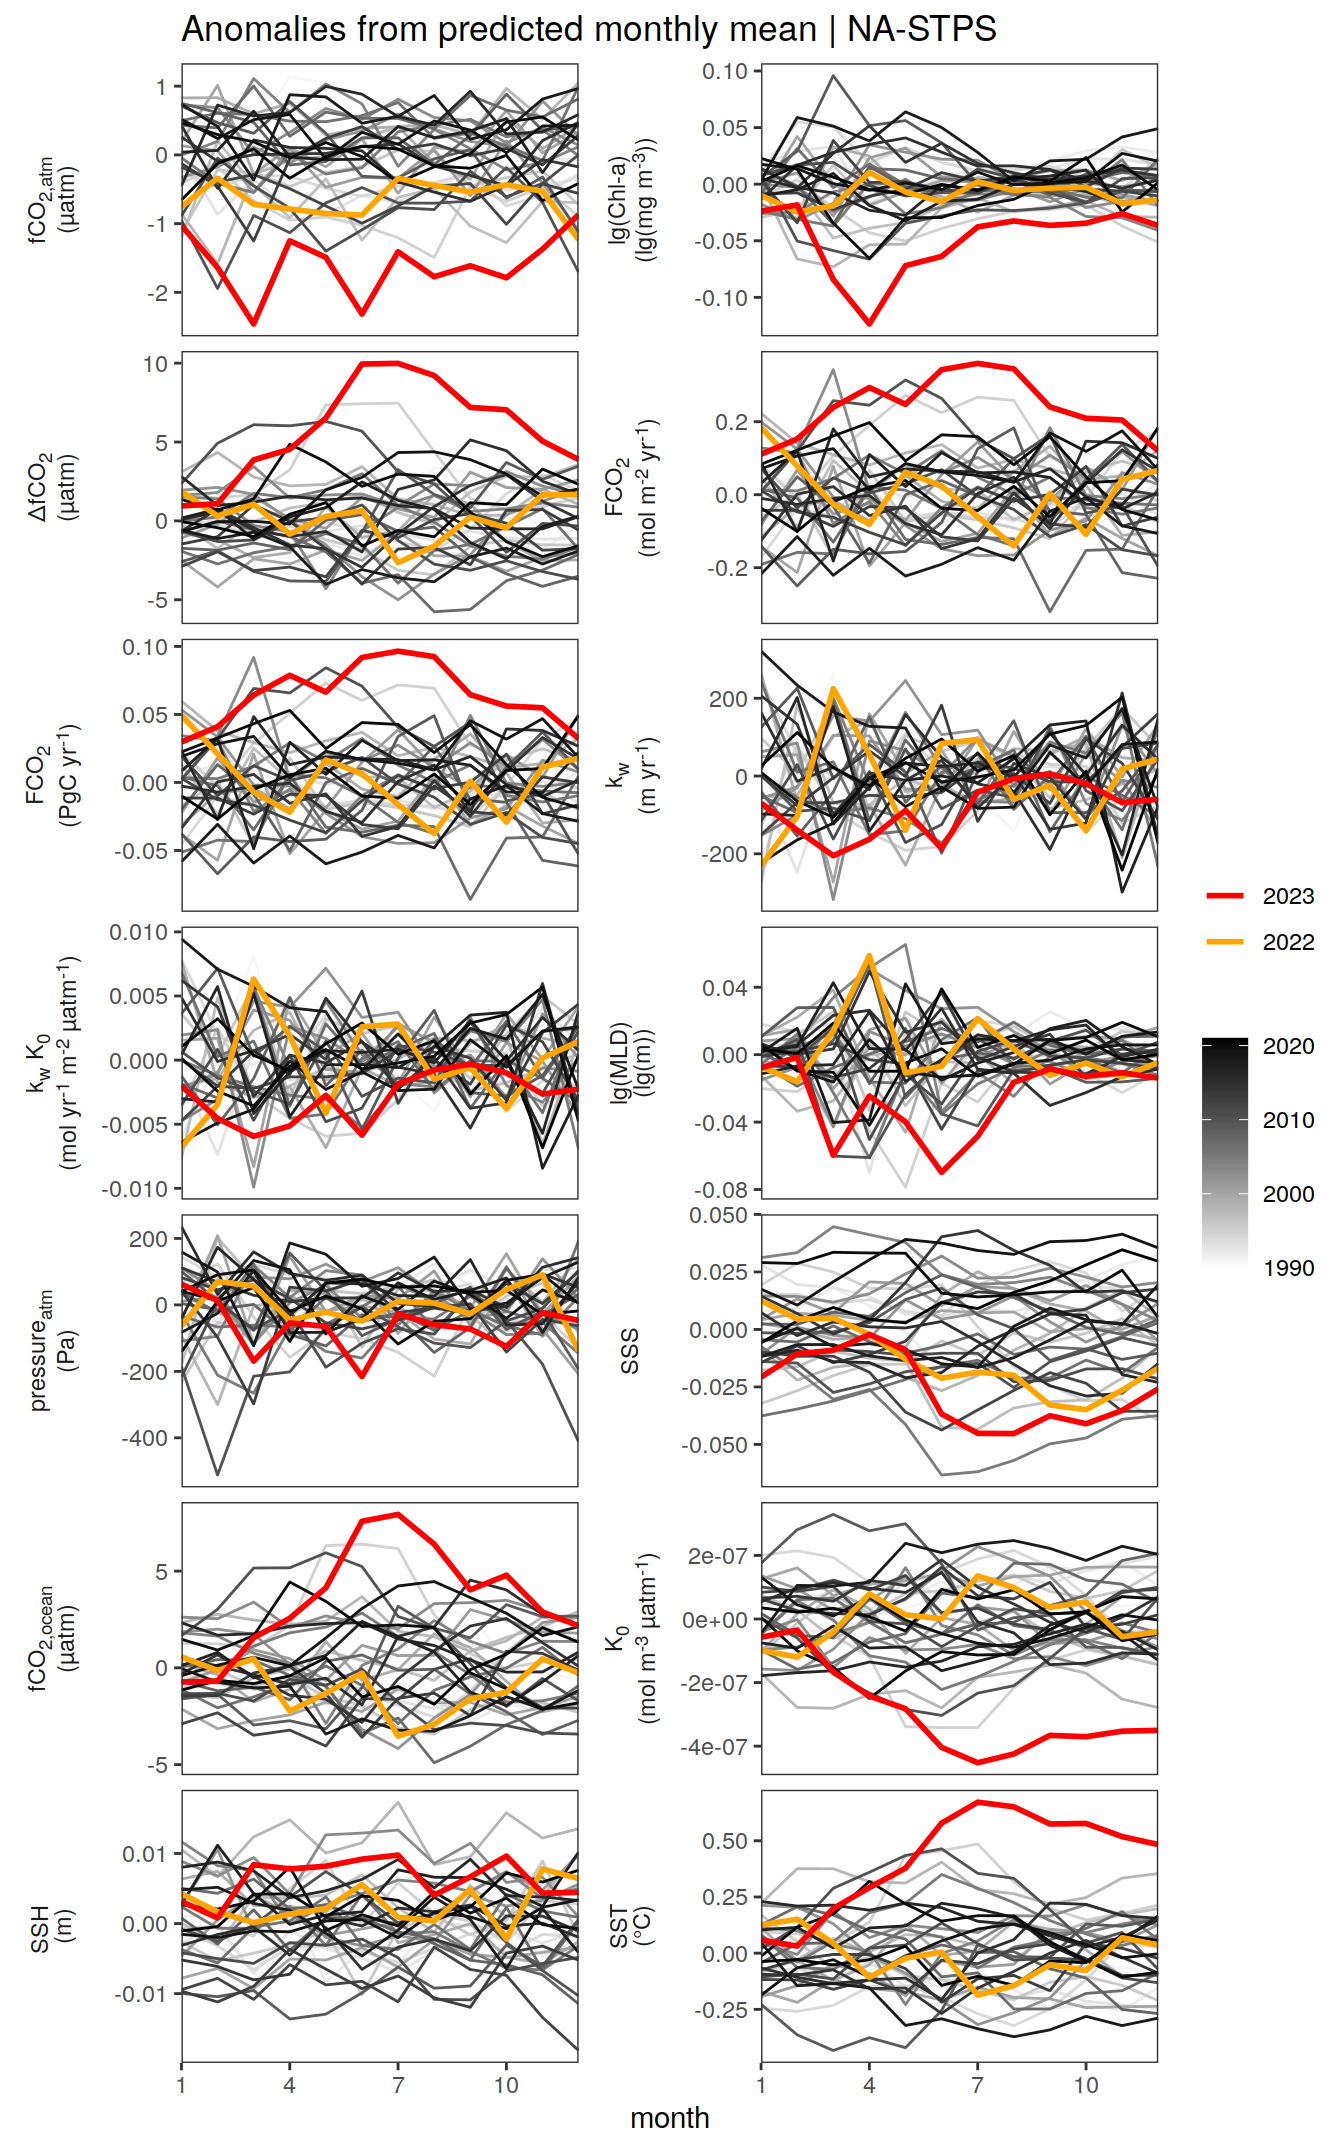 Anomalies from predicted monthly mean | NA-STPS
fCO2,atm
(µatm)
1
0
-1
-2
lg(Chl-a)
(lg(mg m-3))
0.10
0.05
0.00
-0.05
-0.10
ΔfCO2
(µatm)
10
5
0
-5
FCO2
(mol m-2 yr-1)
0.2
0.0
-0.2
FCO2
(PgC yr-1)
0.10
0.05
0.00
-0.05
kw
(m yr-1)
200
0
-200
kw K0
(mol yr-1 m-2 µatm-1)
0.010
0.005
0.000
-0.005
-0.010
lg(MLD)
(lg(m))
0.04
0.00
-0.04
-0.08
pressureatm
(Pa)
200
0
-200
-400
SSS
0.050
0.025
0.000
-0.025
-0.050
fCO2,ocean
(µatm)
5
0
-5
K0
(mol m-3 µatm-1)
2e-07
0e+00
-2e-07
-4e-07
SSH
(m)
0.01
0.00
-0.01
SST
(°C)
0.50
0.25
0.00
-0.25
1 4 7 10
1 4 7 10
month
2023
2022
2020
2010
2000
1990